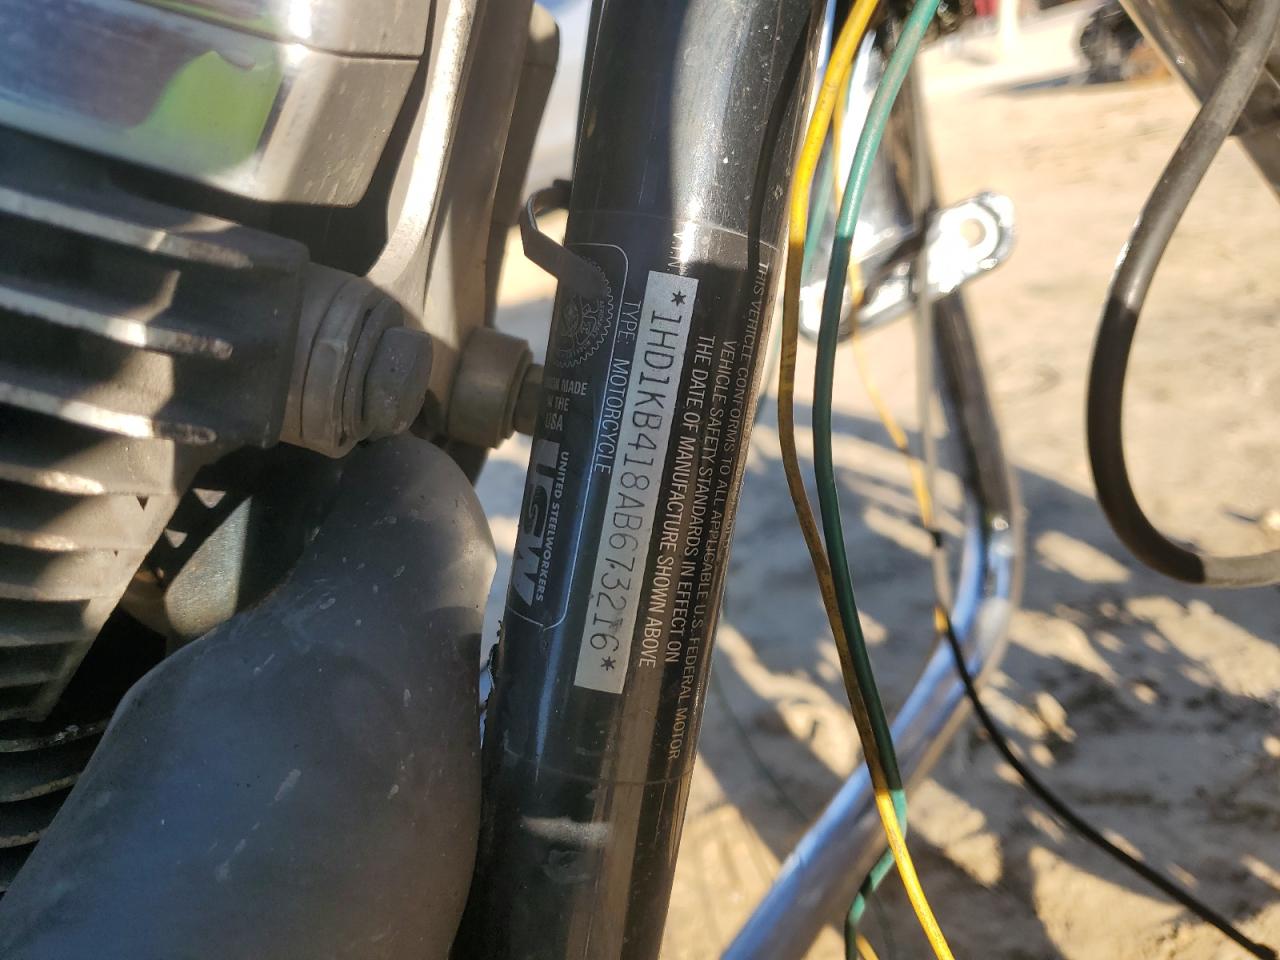 VIN
*1HD1KB418AB673216*
TYPE: MOTORCYCLE
THIS VEHICLE CONFORMS TO ALL APPLICABLE U.S. FEDERAL MOTOR
VEHICLE SAFETY STANDARDS IN EFFECT ON
THE DATE OF MANUFACTURE SHOWN ABOVE
MADE
IN THE
USA
USW
UNITED STEELWORKERS